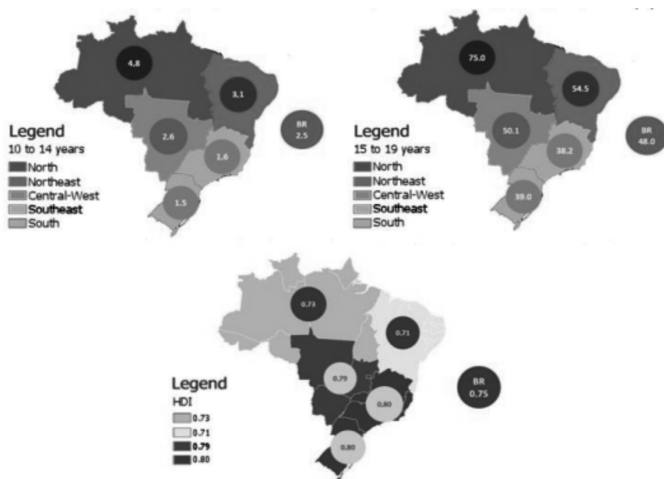 4.8
3.1
BR
2.5
2.6
1.6
1.5
Legend
10 to 14 years
North
Northeast
Central-West
Southeast
South
75.0
54.5
BR
48.0
50.1
38.2
39.0
Legend
15 to 19 years
North
Northeast
Central-West
Southeast
South
0.73
0.71
BR
0.75
0.79
0.80
0.80
Legend
HDI
0.73
0.71
0.79
0.80